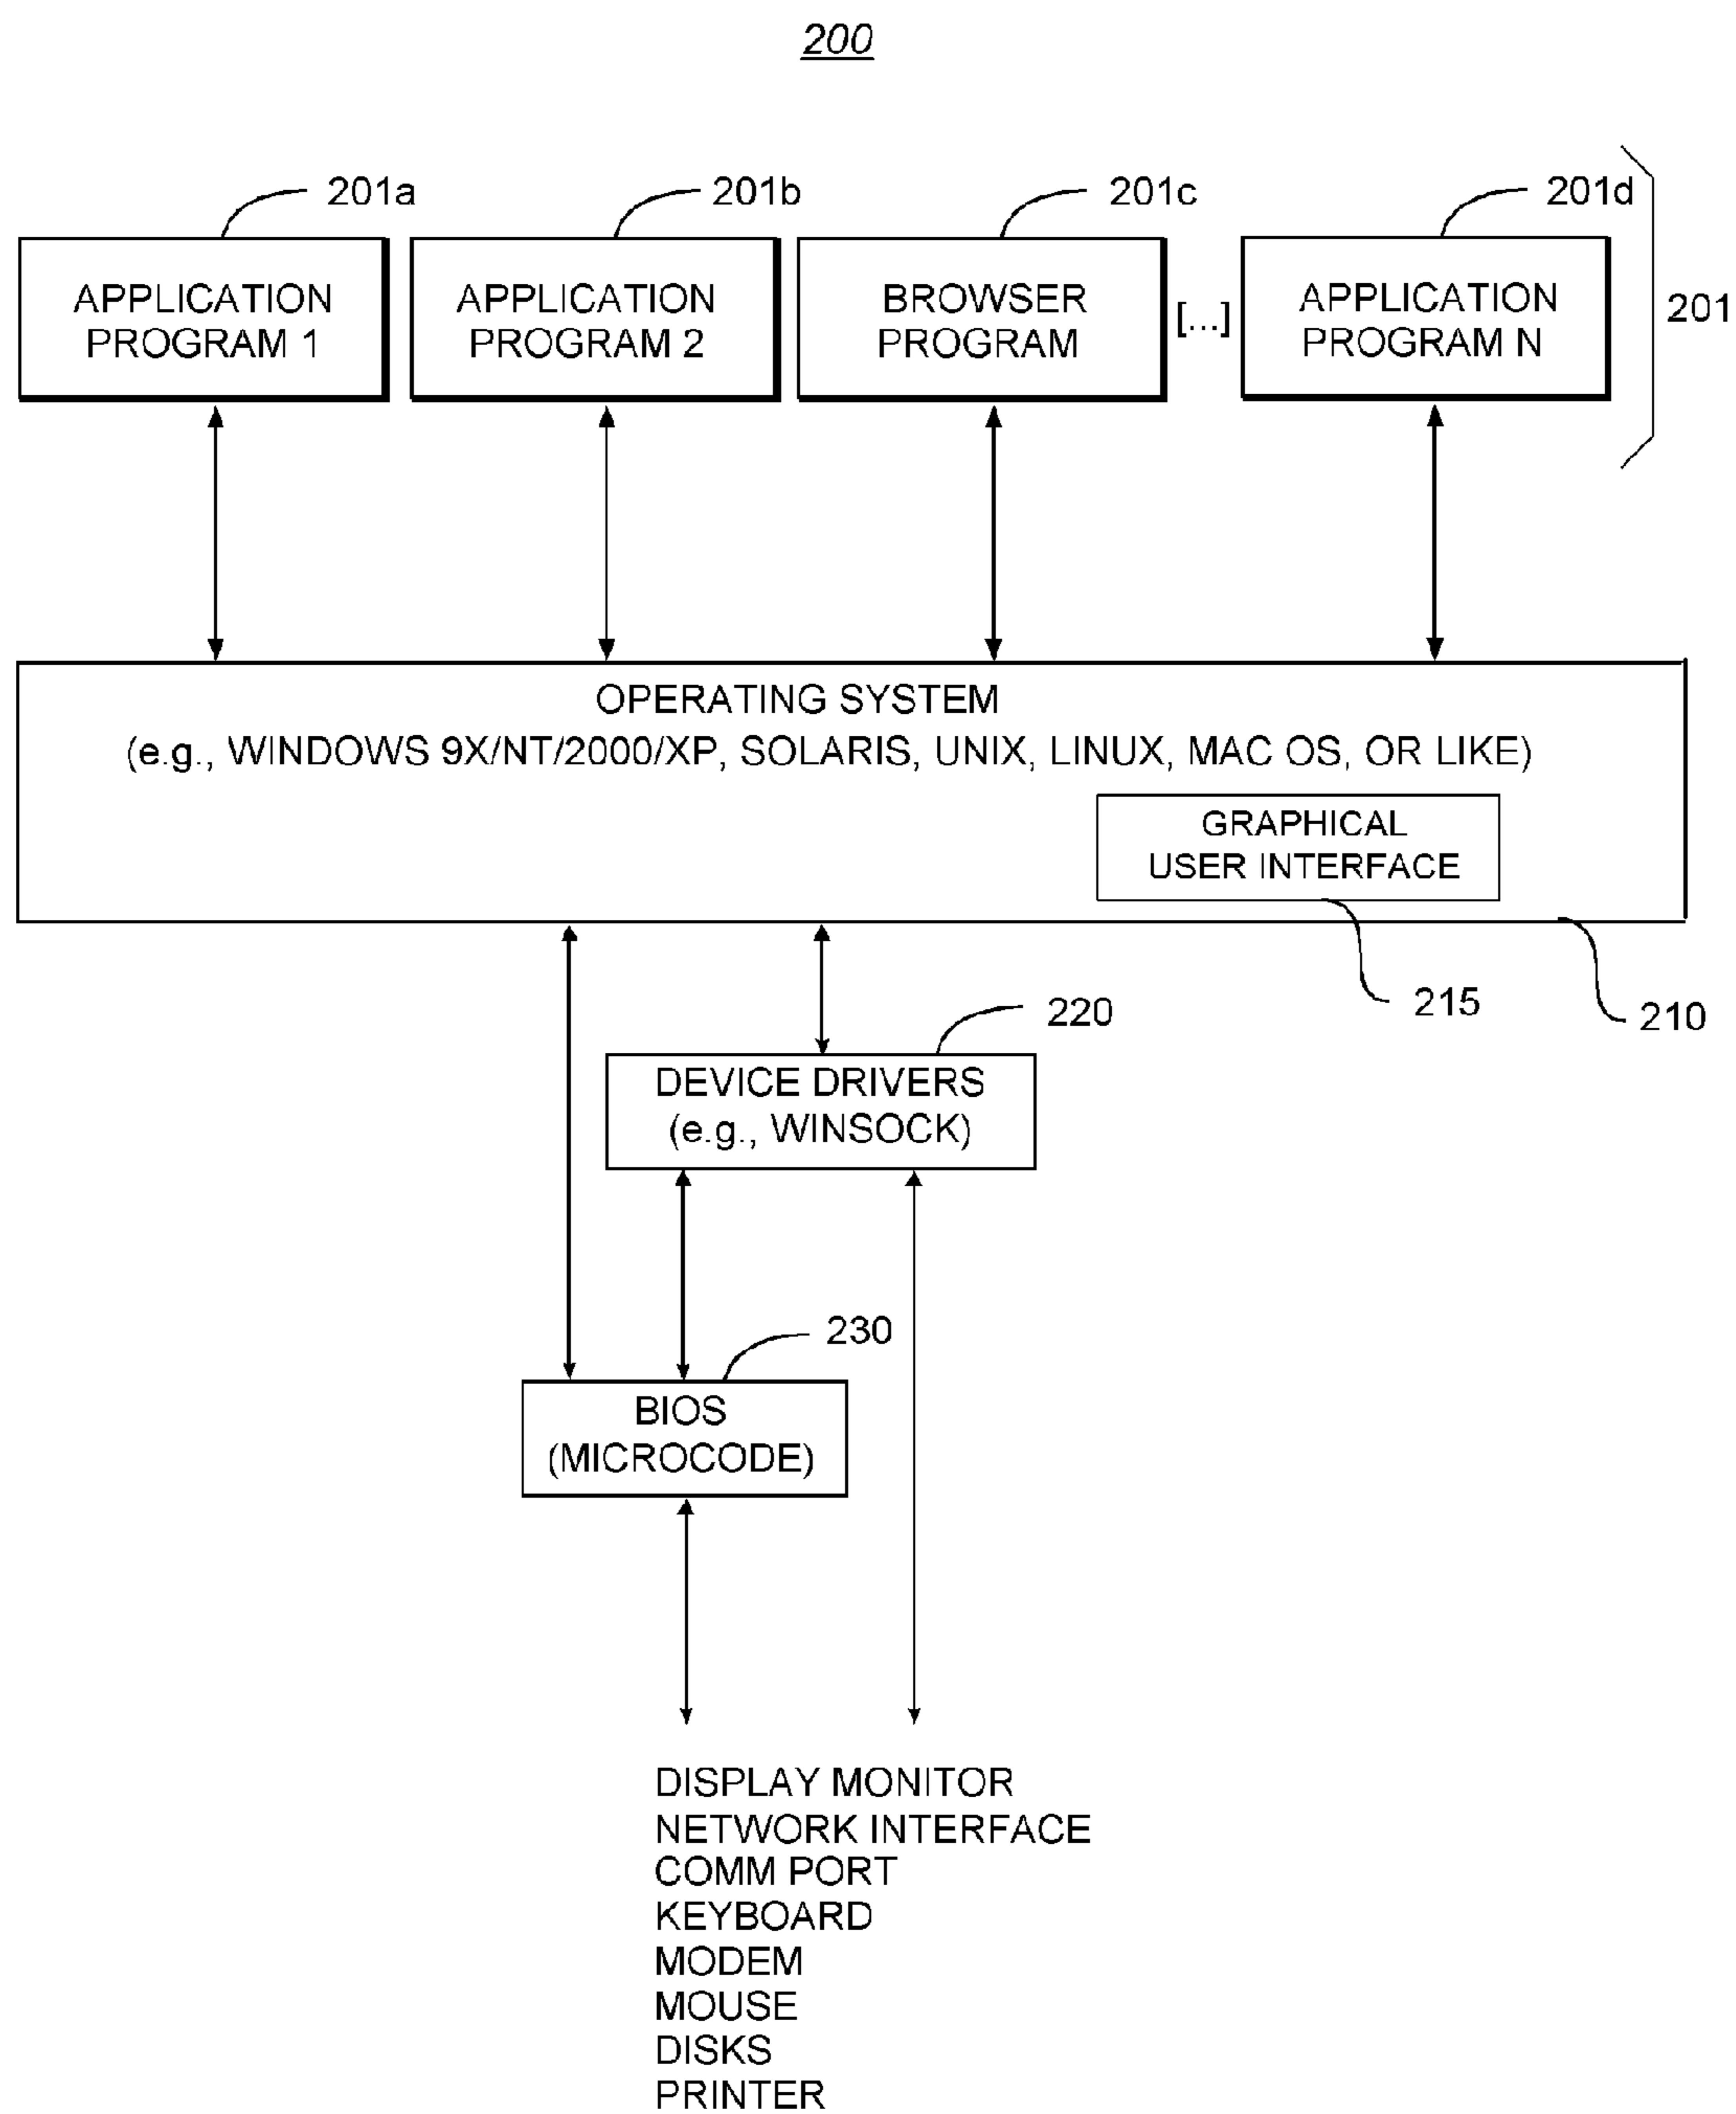 200
201a
201b
201c
201d
APPLICATION
PROGRAM 1
APPLICATION
PROGRAM 2
BROWSER
PROGRAM
[...]
APPLICATION
PROGRAM N
201
OPERATING SYSTEM
(e.g., WINDOWS 9X/NT/2000/XP, SOLARIS, UNIX, LINUX, MAC OS, OR LIKE)
GRAPHICAL
USER INTERFACE
215
210
220
DEVICE DRIVERS
(e.g., WINSOCK)
230
BIOS
(MICROCODE)
DISPLAY MONITOR
NETWORK INTERFACE
COMM PORT
KEYBOARD
MODEM
MOUSE
DISKS
PRINTER